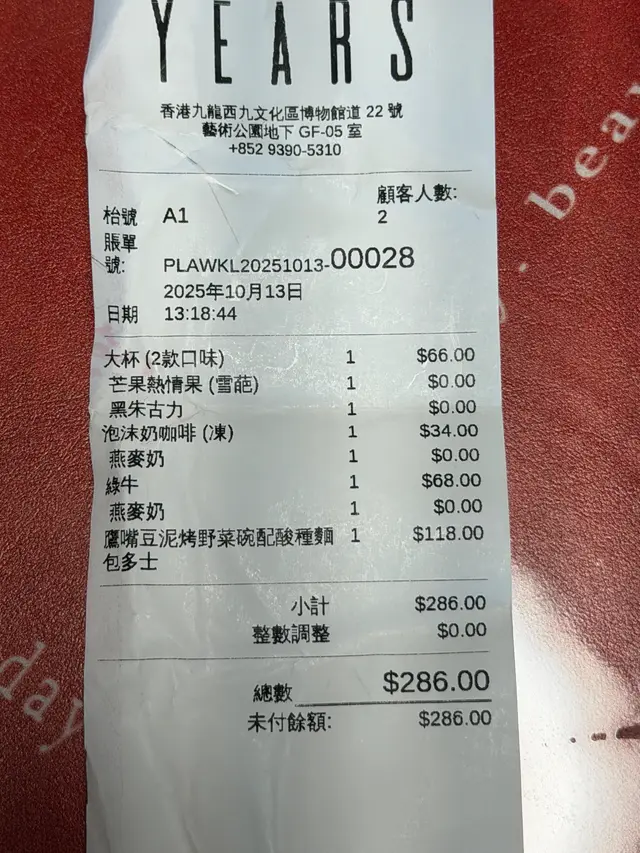 YEARS
香港九龍西九文化區博物館道 22 號
藝術公園地下 GF-05 室
+852 9390-5310
顧客人數:
枱號 A1 2
賬單
號: PLAWKL20251013-00028
2025年10月13日
日期 13:18:44
大杯 (2款口味) 1 $66.00
芒果熱情果 (雪葩) 1 $0.00
黑朱古力 1 $0.00
泡沫奶咖啡 (凍) 1 $34.00
燕麥奶 1 $0.00
綠牛 1 $68.00
燕麥奶 1 $0.00
鷹嘴豆泥烤野菜碗配酸種麵 1 $118.00
包多士
小計 $286.00
整數調整 $0.00
總數 $286.00
未付餘額: $286.00
beau
day